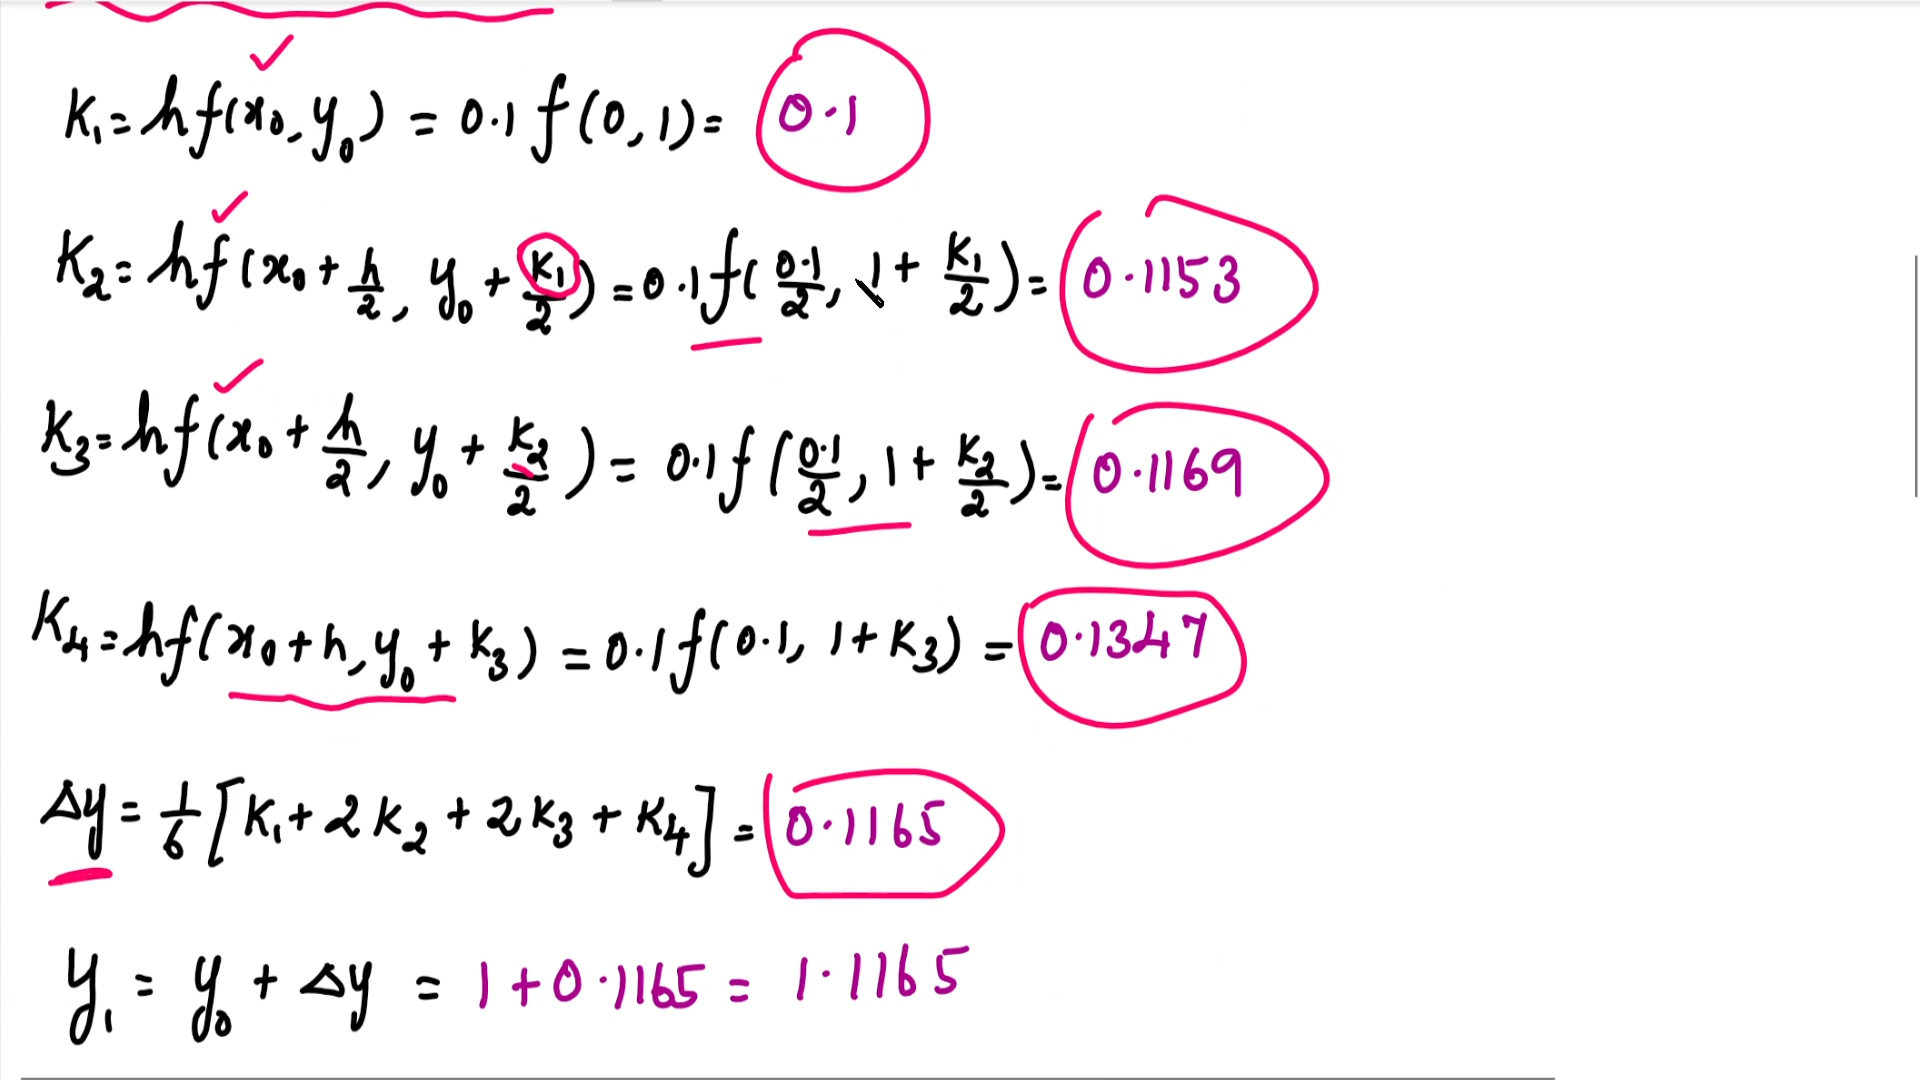 K₁ = hf(x₀, y₀) = 0.1 f(0, 1) = 0.1
K₂ = hf(x₀ + h/2, y₀ + K₁/2) = 0.1 f(0.1/2, 1 + K₁/2) = 0.1153
K₃ = hf(x₀ + h/2, y₀ + K₂/2) = 0.1 f(0.1/2, 1 + K₂/2) = 0.1169
K₄ = hf(x₀ + h, y₀ + K₃) = 0.1 f(0.1, 1 + K₃) = 0.1347
Δy = 1/6 [K₁ + 2K₂ + 2K₃ + K₄] = 0.1165
y₁ = y₀ + Δy = 1 + 0.1165 = 1.1165